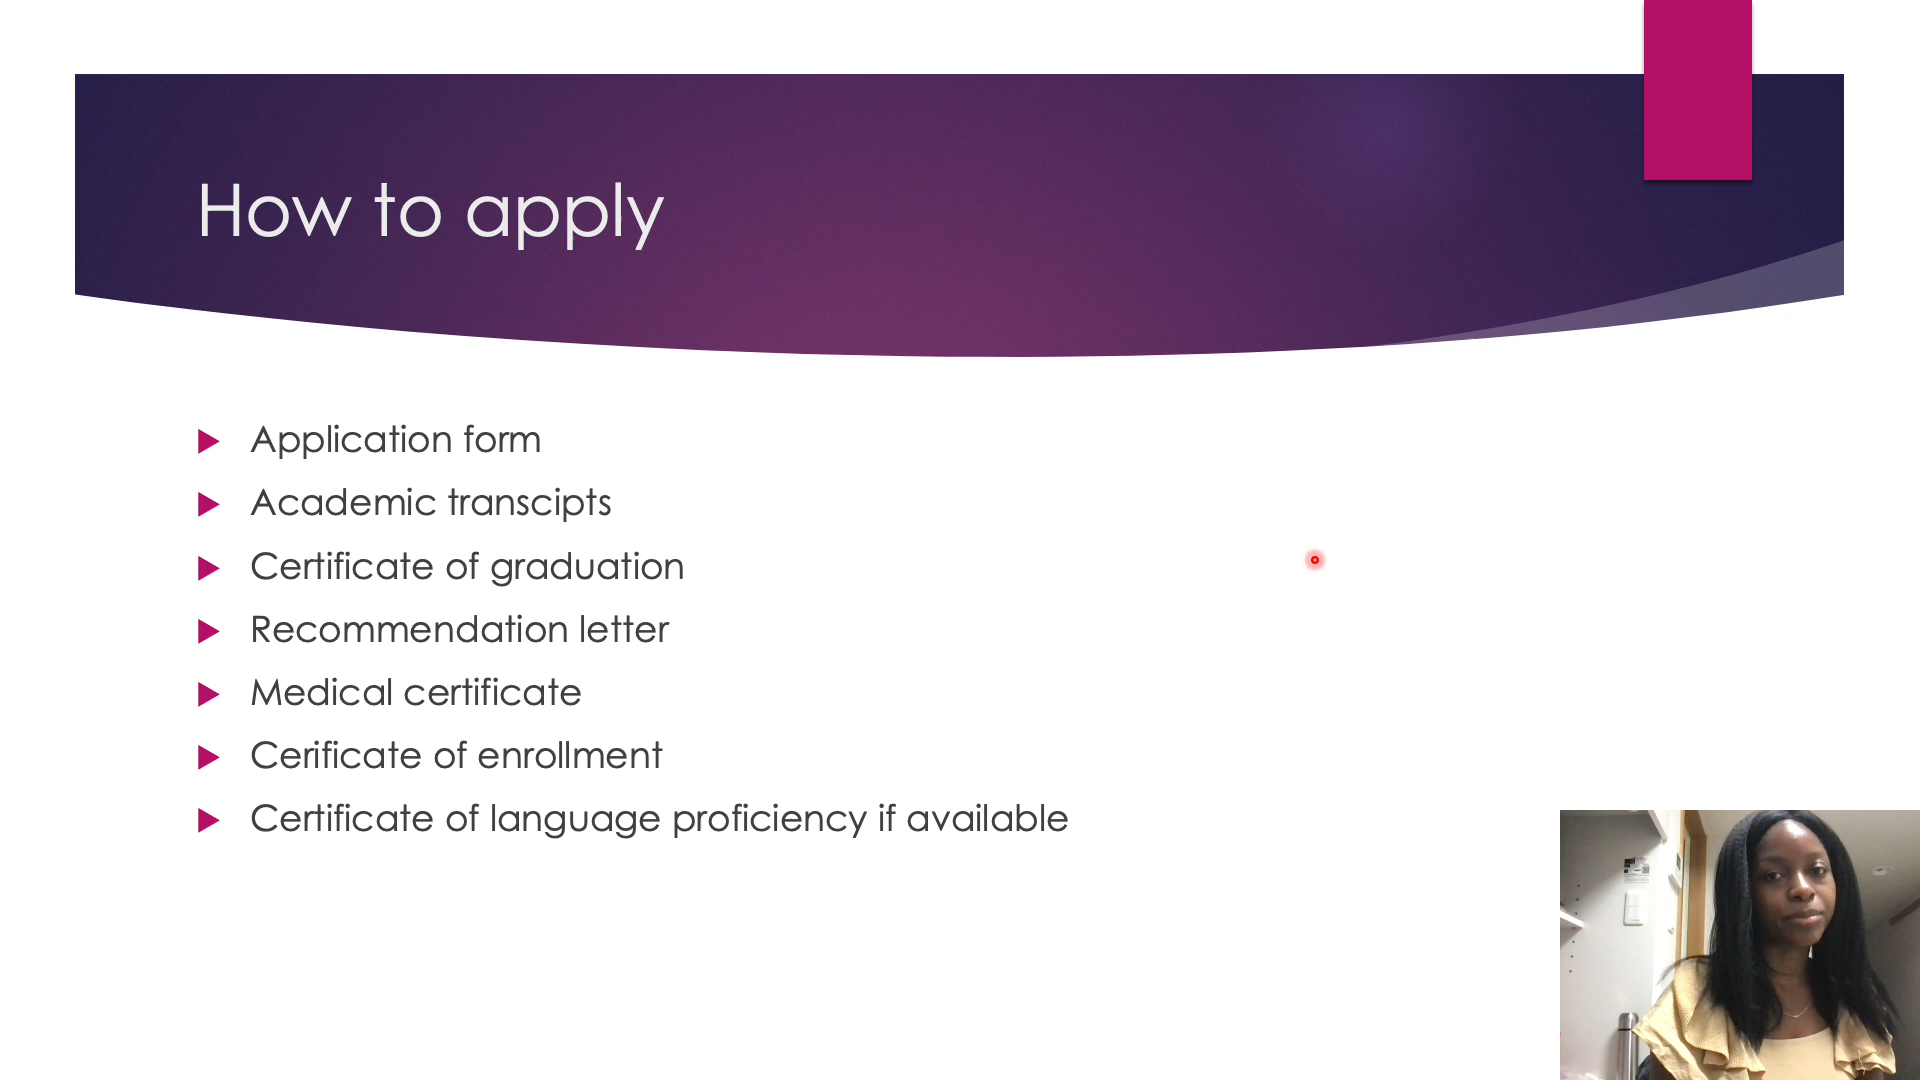 How to apply
Application form
Academic transcipts
Certificate of graduation
Recommendation letter
Medical certificate
Cerificate of enrollment
Certificate of language proficiency if available